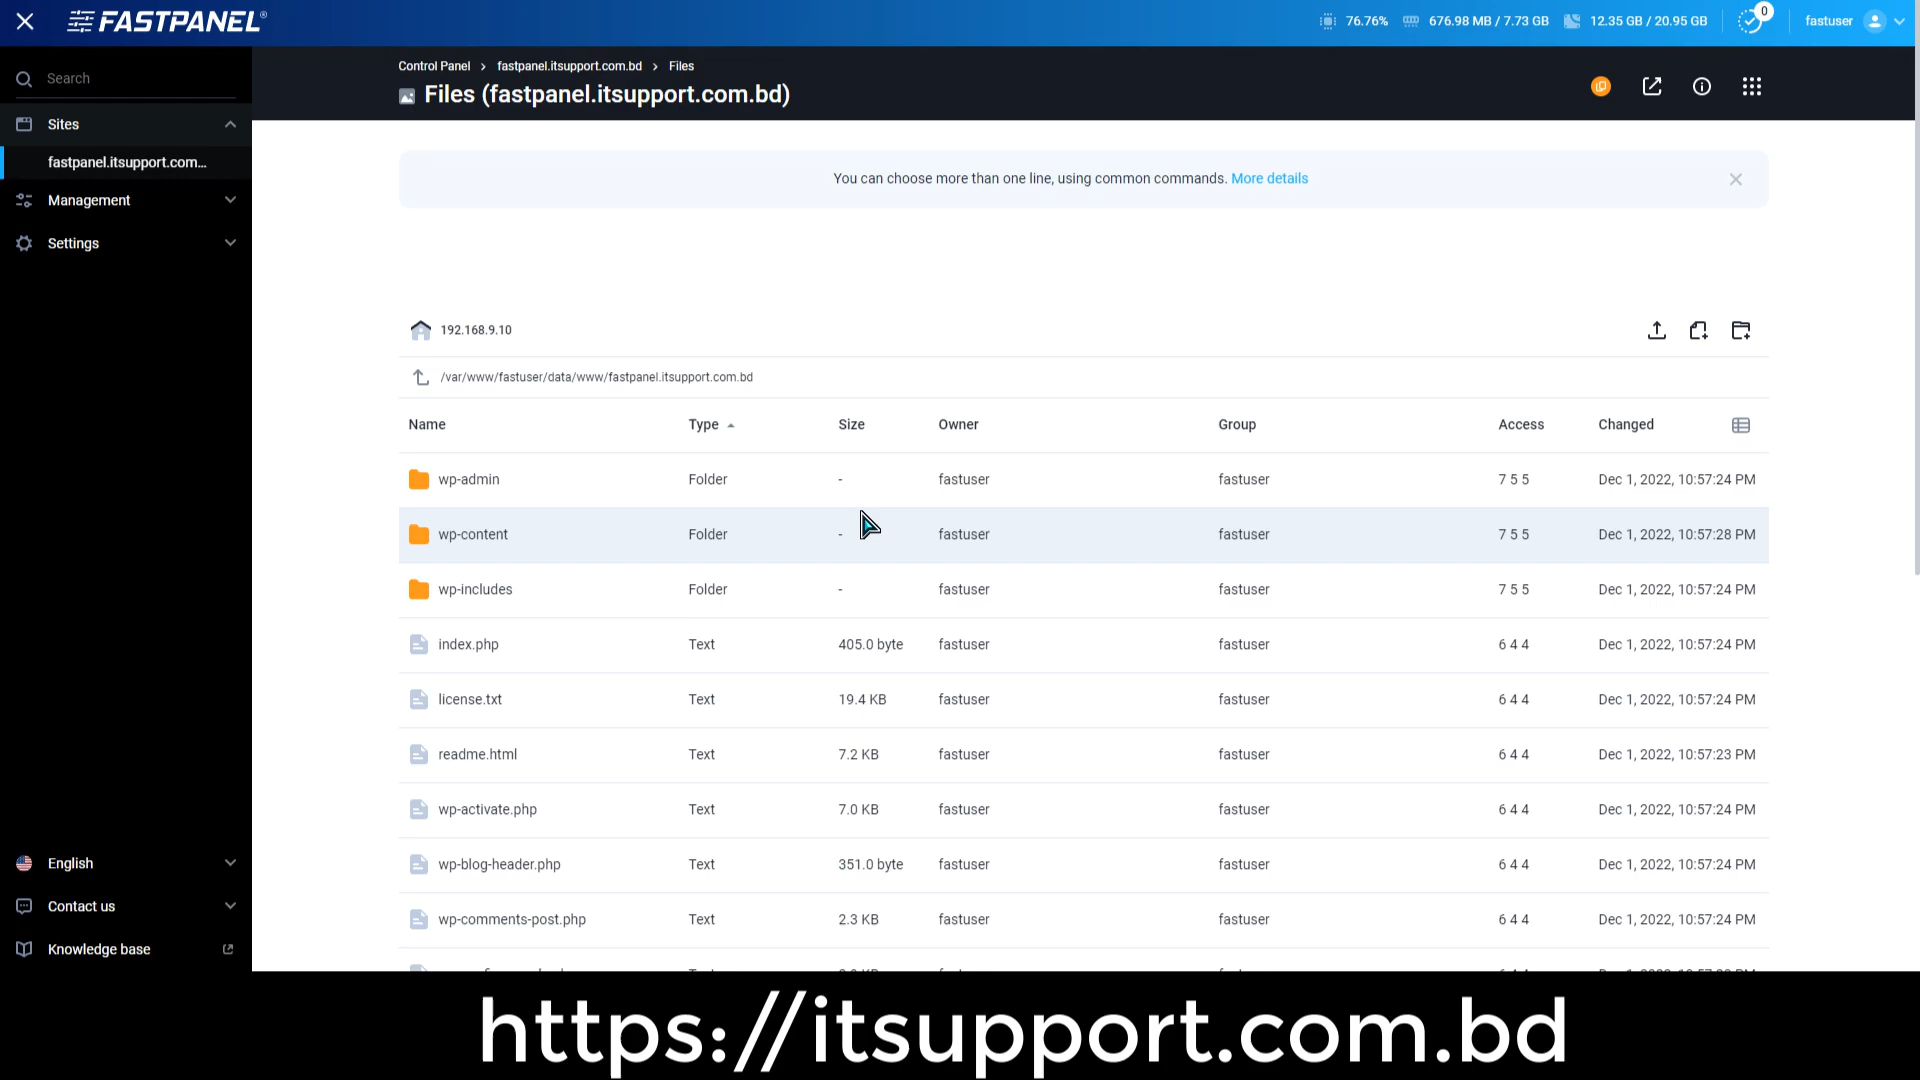 FASTPANEL®
76.76%
676.98 MB / 7.73 GB
12.35 GB / 20.95 GB
0
fastuser
Search
Sites
fastpanel.itsupport.com...
Management
Settings
English
Contact us
Knowledge base
Control Panel > fastpanel.itsupport.com.bd > Files
Files (fastpanel.itsupport.com.bd)
You can choose more than one line, using common commands. More details
192.168.9.10
/var/www/fastuser/data/www/fastpanel.itsupport.com.bd
Name Type Size Owner Group Access Changed
wp-admin Folder - fastuser fastuser 7 5 5 Dec 1, 2022, 10:57:24 PM
wp-content Folder - fastuser fastuser 7 5 5 Dec 1, 2022, 10:57:28 PM
wp-includes Folder - fastuser fastuser 7 5 5 Dec 1, 2022, 10:57:24 PM
index.php Text 405.0 byte fastuser fastuser 6 4 4 Dec 1, 2022, 10:57:24 PM
license.txt Text 19.4 KB fastuser fastuser 6 4 4 Dec 1, 2022, 10:57:24 PM
readme.html Text 7.2 KB fastuser fastuser 6 4 4 Dec 1, 2022, 10:57:23 PM
wp-activate.php Text 7.0 KB fastuser fastuser 6 4 4 Dec 1, 2022, 10:57:24 PM
wp-blog-header.php Text 351.0 byte fastuser fastuser 6 4 4 Dec 1, 2022, 10:57:24 PM
wp-comments-post.php Text 2.3 KB fastuser fastuser 6 4 4 Dec 1, 2022, 10:57:24 PM
https://itsupport.com.bd